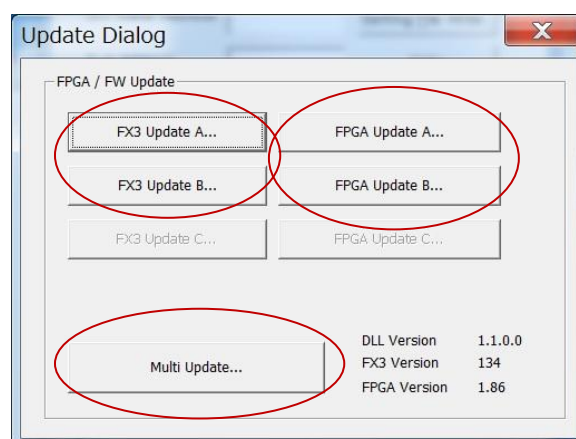 Update Dialog
FPGA / FW Update
FX3 Update A...
FPGA Update A...
FX3 Update B...
FPGA Update B...
FX3 Update C...
FPGA Update C...
Multi Update...
DLL Version 1.1.0.0
FX3 Version 134
FPGA Version 1.86